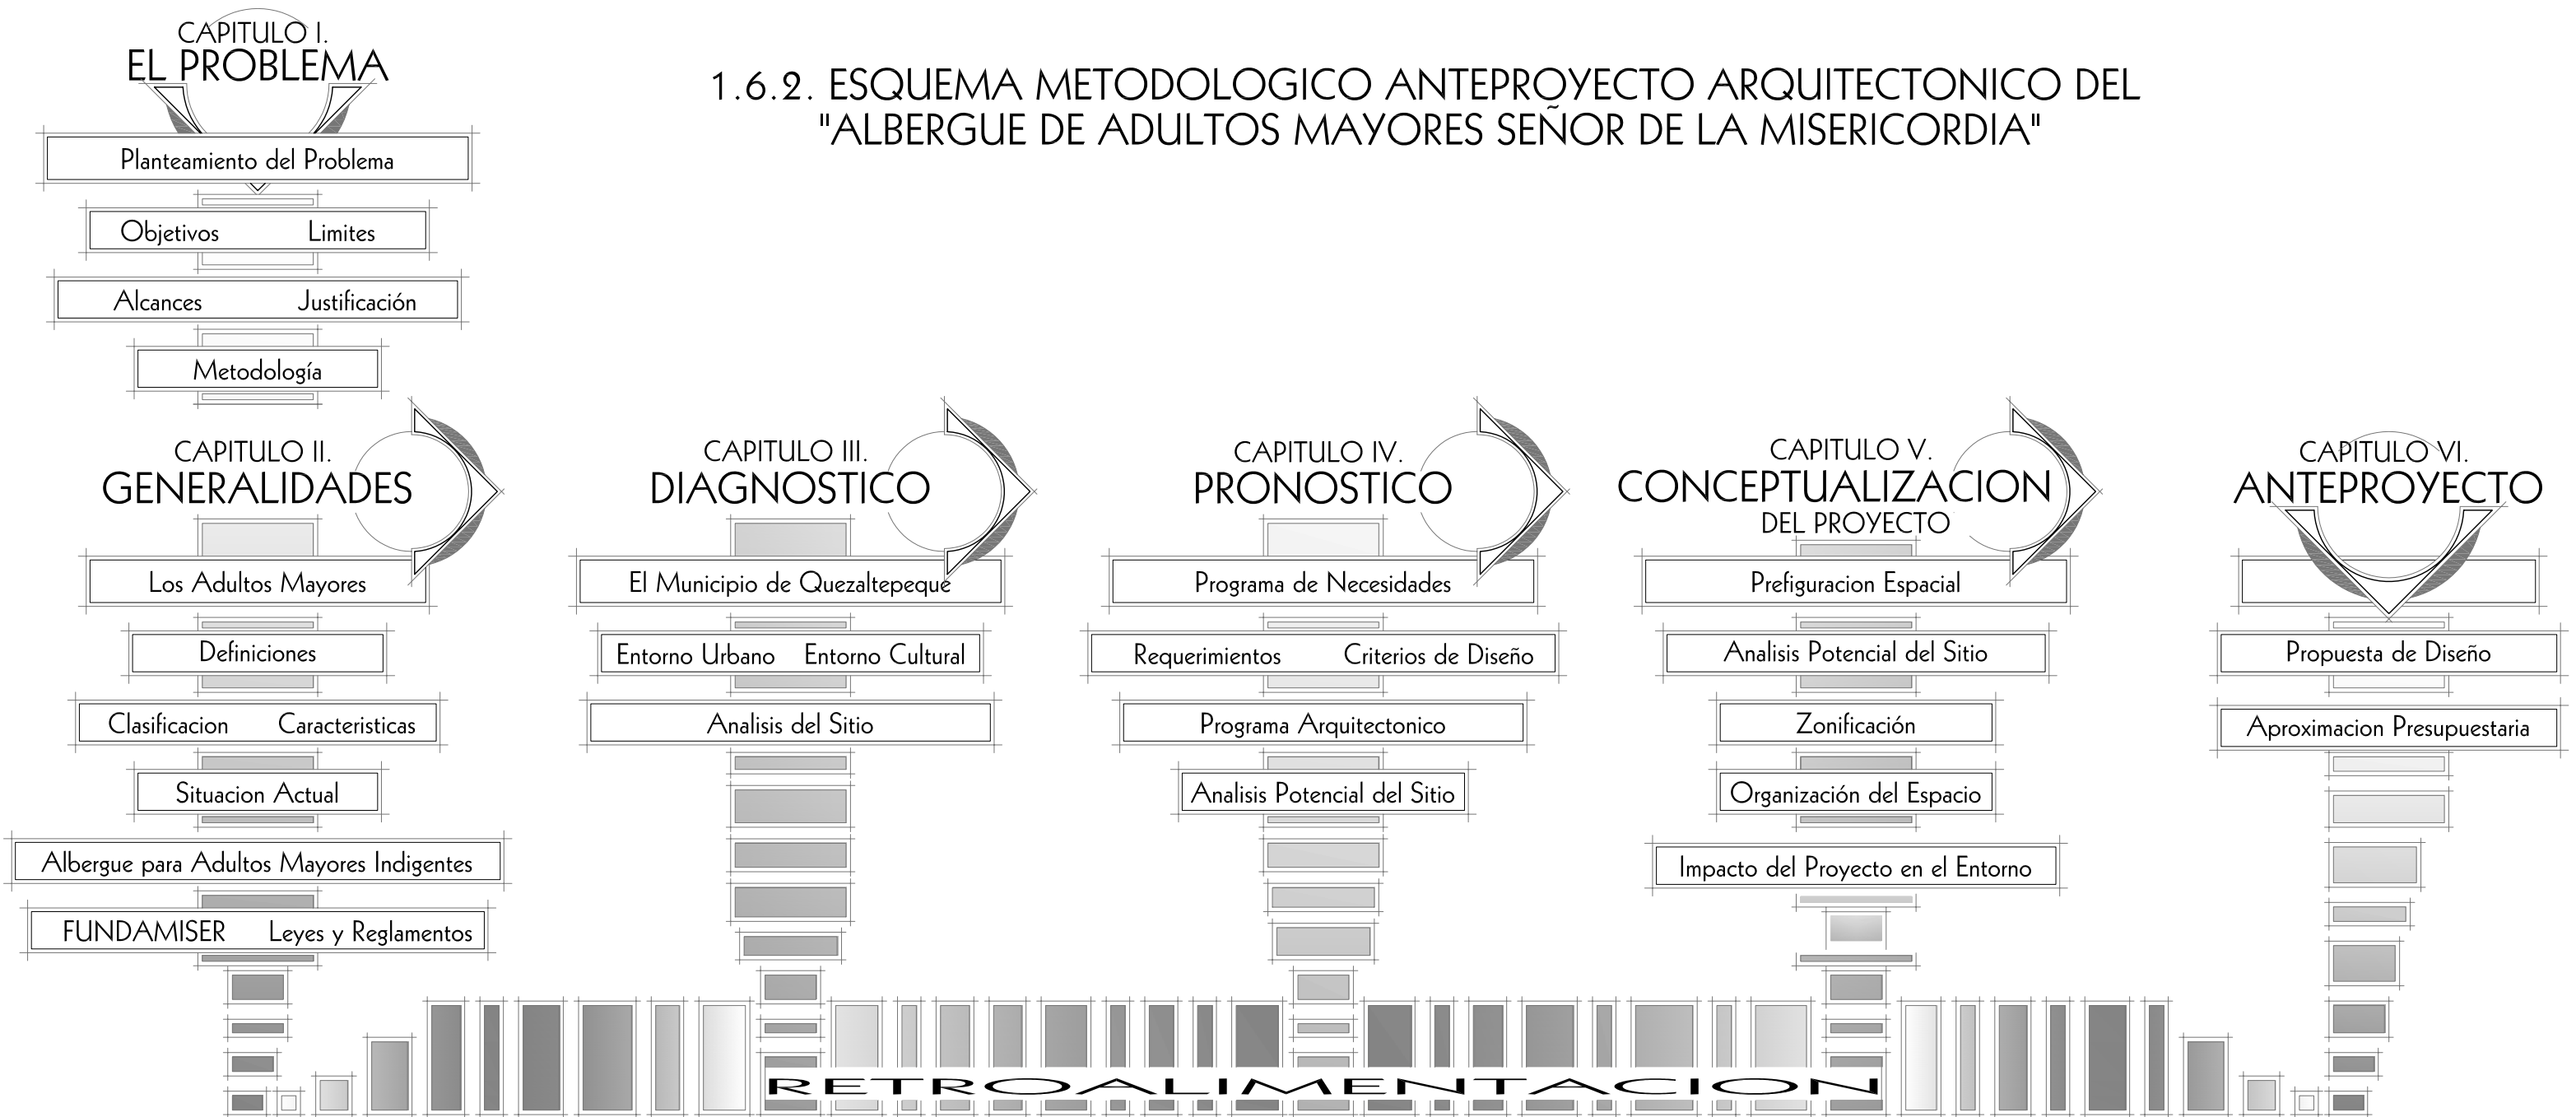 CAPITULO I.
EL PROBLEMA
1.6.2. ESQUEMA METODOLOGICO ANTEPROYECTO ARQUITECTONICO DEL
"ALBERGUE DE ADULTOS MAYORES SEÑOR DE LA MISERICORDIA"
Planteamiento del Problema
Objetivos Limites
Alcances Justificación
Metodología
CAPITULO II.
GENERALIDADES
Los Adultos Mayores
Definiciones
Clasificacion Caracteristicas
Situacion Actual
Albergue para Adultos Mayores Indigentes
FUNDAMISER Leyes y Reglamentos
CAPITULO III.
DIAGNOSTICO
El Municipio de Quezaltepeque
Entorno Urbano Entorno Cultural
Analisis del Sitio
CAPITULO IV.
PRONOSTICO
Programa de Necesidades
Requerimientos Criterios de Diseño
Programa Arquitectonico
Analisis Potencial del Sitio
CAPITULO V.
CONCEPTUALIZACION
DEL PROYECTO
Prefiguracion Espacial
Analisis Potencial del Sitio
Zonificación
Organización del Espacio
Impacto del Proyecto en el Entorno
CAPITULO VI.
ANTEPROYECTO
Propuesta de Diseño
Aproximacion Presupuestaria
RETROALIMENTACION